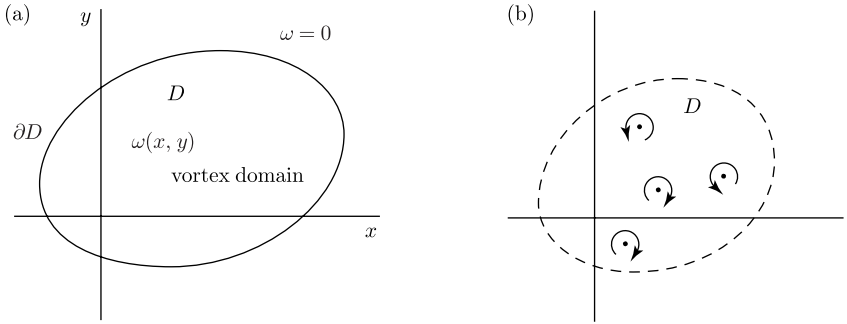 (a)
y
ω = 0
D
∂D
ω(x, y)
vortex domain
x
(b)
D